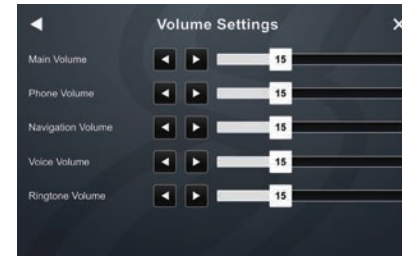 Volume Settings
Main Volume 15
Phone Volume 15
Navigation Volume 15
Voice Volume 15
Ringtone Volume 15